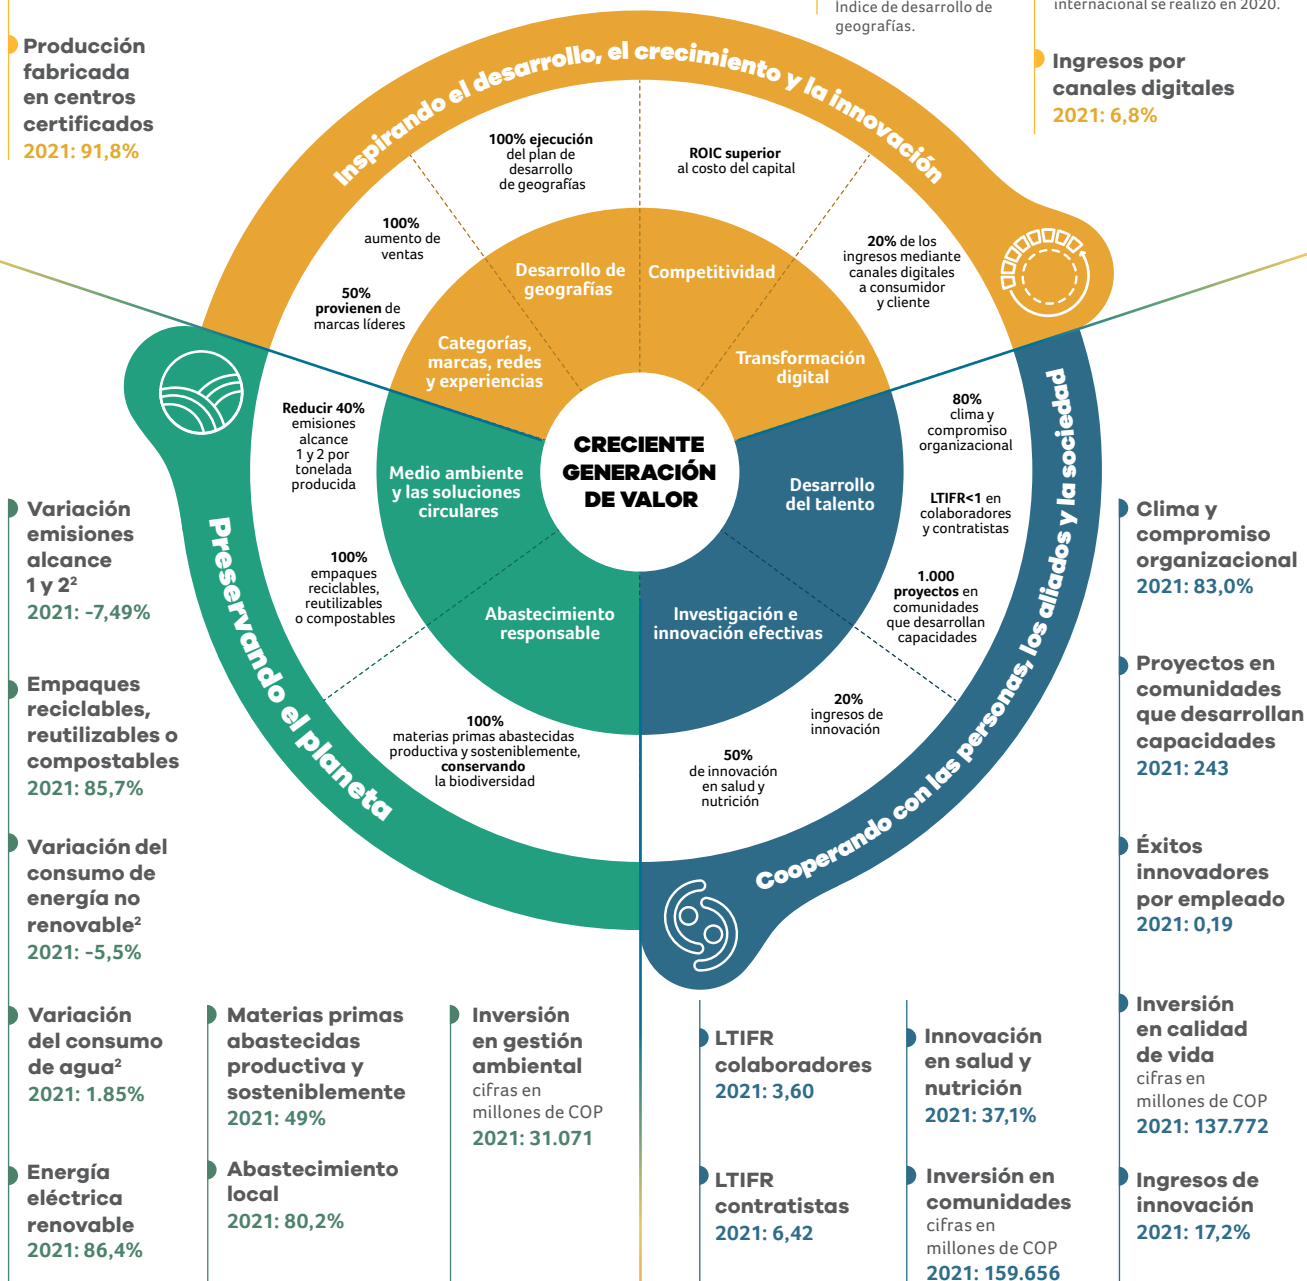 Índice de desarrollo de
geografías.
internacional se realizó en 2020.
Producción
fabricada
en centros
certificados
2021: 91,8%
Ingresos por
canales digitales
2021: 6,8%
Inspirando el desarrollo, el crecimiento y la innovación
100% ejecución
del plan de
desarrollo
de geografías
ROIC superior
al costo del capital
100%
aumento de
ventas
50%
provienen de
marcas líderes
20% de los
ingresos mediante
canales digitales
a consumidor
y cliente
Desarrollo de
geografías
Competitividad
Categorías,
marcas, redes
y experiencias
Transformación
digital
CRECIENTE
GENERACIÓN
DE VALOR
Reducir 40%
emisiones
alcance
1 y 2 por
tonelada
producida
Medio ambiente
y las soluciones
circulares
100%
empaques
reciclables,
reutilizables
o compostables
Abastecimiento
responsable
100%
materias primas abastecidas
productiva y sosteniblemente,
conservando
la biodiversidad
Preservando el planeta
Desarrollo
del talento
80%
clima y
compromiso
organizacional
LTIFR<1 en
colaboradores
y contratistas
1.000
proyectos en
comunidades
que desarrollan
capacidades
Investigación e
innovación efectivas
20%
ingresos de
innovación
50%
de innovación
en salud y
nutrición
Cooperando con las personas, los aliados y la sociedad
Variación
emisiones
alcance
1 y 2²
2021: -7,49%
Empaques
reciclables,
reutilizables o
compostables
2021: 85,7%
Variación del
consumo de
energía no
renovable²
2021: -5,5%
Variación
del consumo
de agua²
2021: 1.85%
Energía
eléctrica
renovable
2021: 86,4%
Materias primas
abastecidas
productiva y
sosteniblemente
2021: 49%
Abastecimiento
local
2021: 80,2%
Inversión
en gestión
ambiental
cifras en
millones de COP
2021: 31.071
LTIFR
colaboradores
2021: 3,60
LTIFR
contratistas
2021: 6,42
Innovación
en salud y
nutrición
2021: 37,1%
Inversión en
comunidades
cifras en
millones de COP
2021: 159.656
Clima y
compromiso
organizacional
2021: 83,0%
Proyectos en
comunidades
que desarrollan
capacidades
2021: 243
Éxitos
innovadores
por empleado
2021: 0,19
Inversión
en calidad
de vida
cifras en
millones de COP
2021: 137.772
Ingresos de
innovación
2021: 17,2%